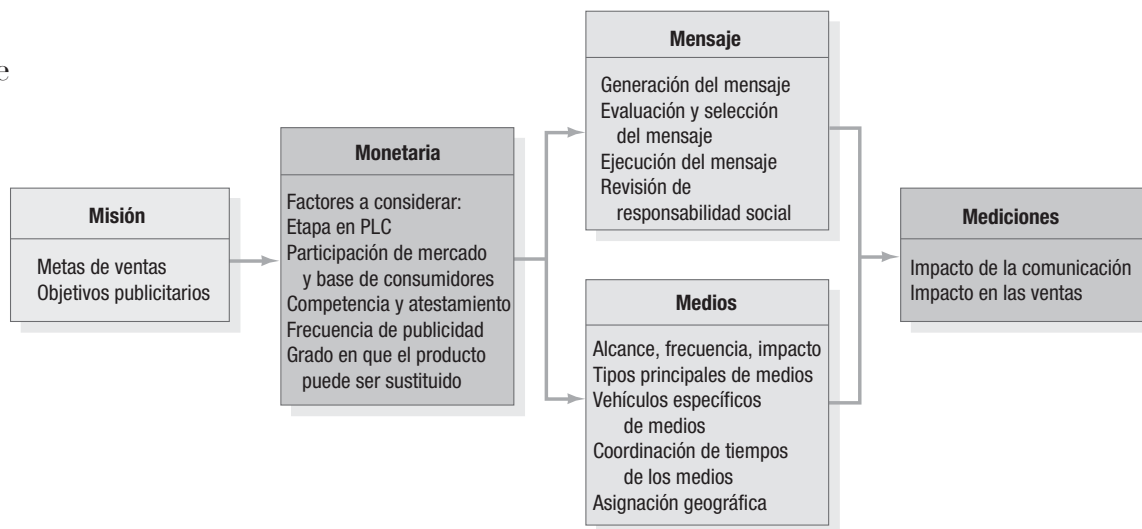 e
Misión
Metas de ventas
Objetivos publicitarios
Monetaria
Factores a considerar:
Etapa en PLC
Participación de mercado
y base de consumidores
Competencia y atestamiento
Frecuencia de publicidad
Grado en que el producto
puede ser sustituido
Mensaje
Generación del mensaje
Evaluación y selección
del mensaje
Ejecución del mensaje
Revisión de
responsabilidad social
Medios
Alcance, frecuencia, impacto
Tipos principales de medios
Vehículos específicos
de medios
Coordinación de tiempos
de los medios
Asignación geográfica
Mediciones
Impacto de la comunicación
Impacto en las ventas